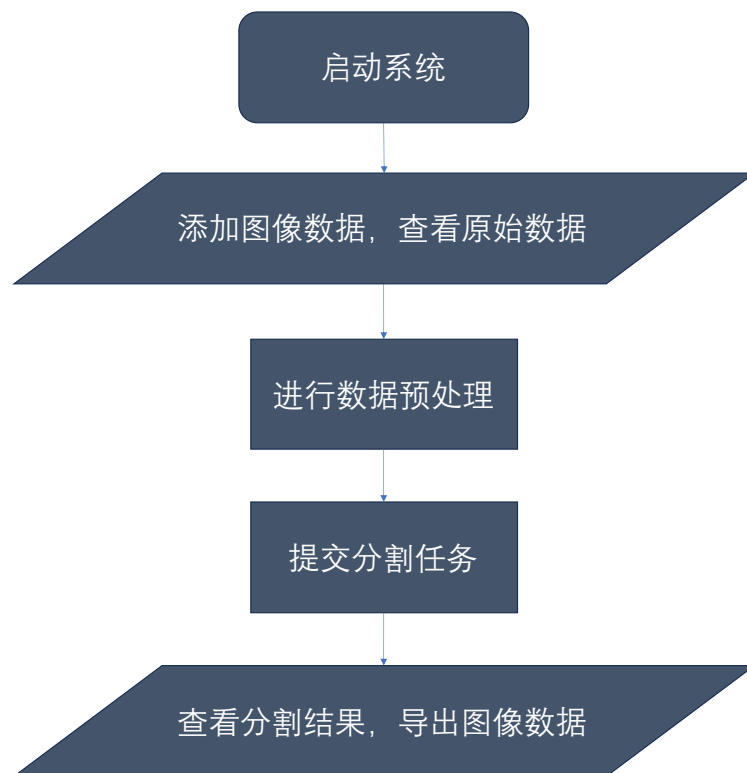 启动系统
添加图像数据，查看原始数据
进行数据预处理
提交分割任务
查看分割结果，导出图像数据